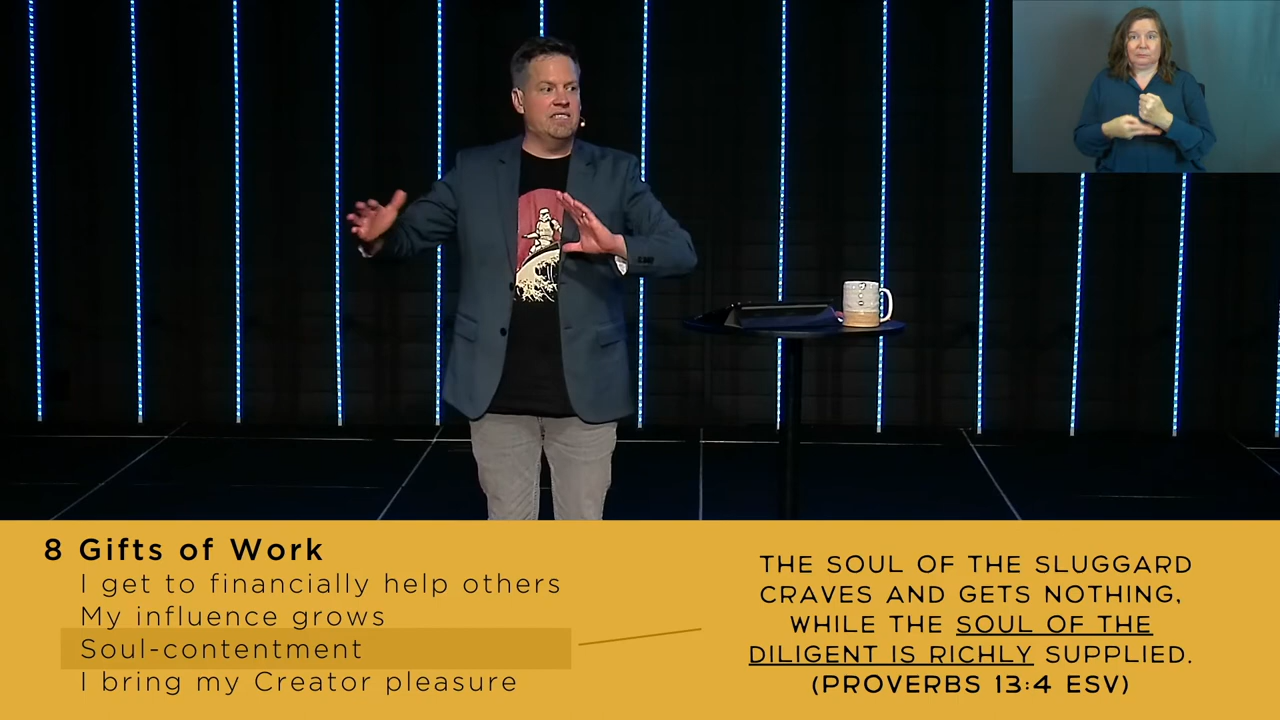 8 Gifts of Work
I get to financially help others
My influence grows
Soul-contentment
I bring my Creator pleasure
THE SOUL OF THE SLUGGARD
CRAVES AND GETS NOTHING,
WHILE THE SOUL OF THE
DILIGENT IS RICHLY SUPPLIED.
(PROVERBS 13:4 ESV)